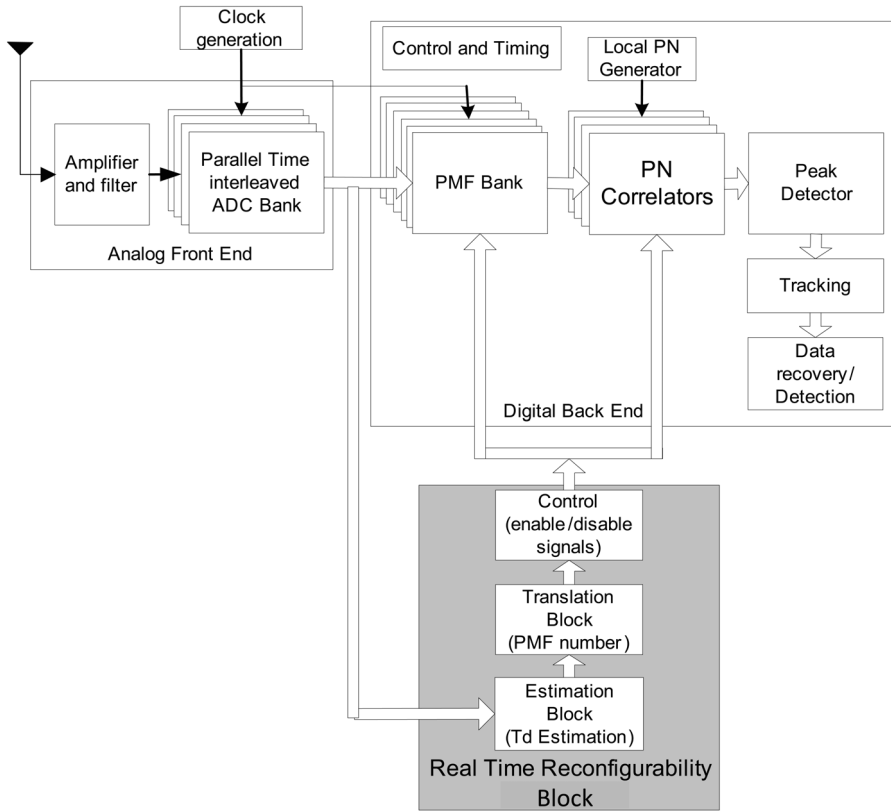 Clock
generation
Control and Timing
Local PN
Generator
Amplifier
and filter
Parallel Time
interleaved
ADC Bank
PMF Bank
PN
Correlators
Peak
Detector
Analog Front End
Tracking
Data
recovery/
Detection
Digital Back End
Control
(enable/disable
signals)
Translation
Block
(PMF number)
Estimation
Block
(Td Estimation)
Real Time Reconfigurability
Block